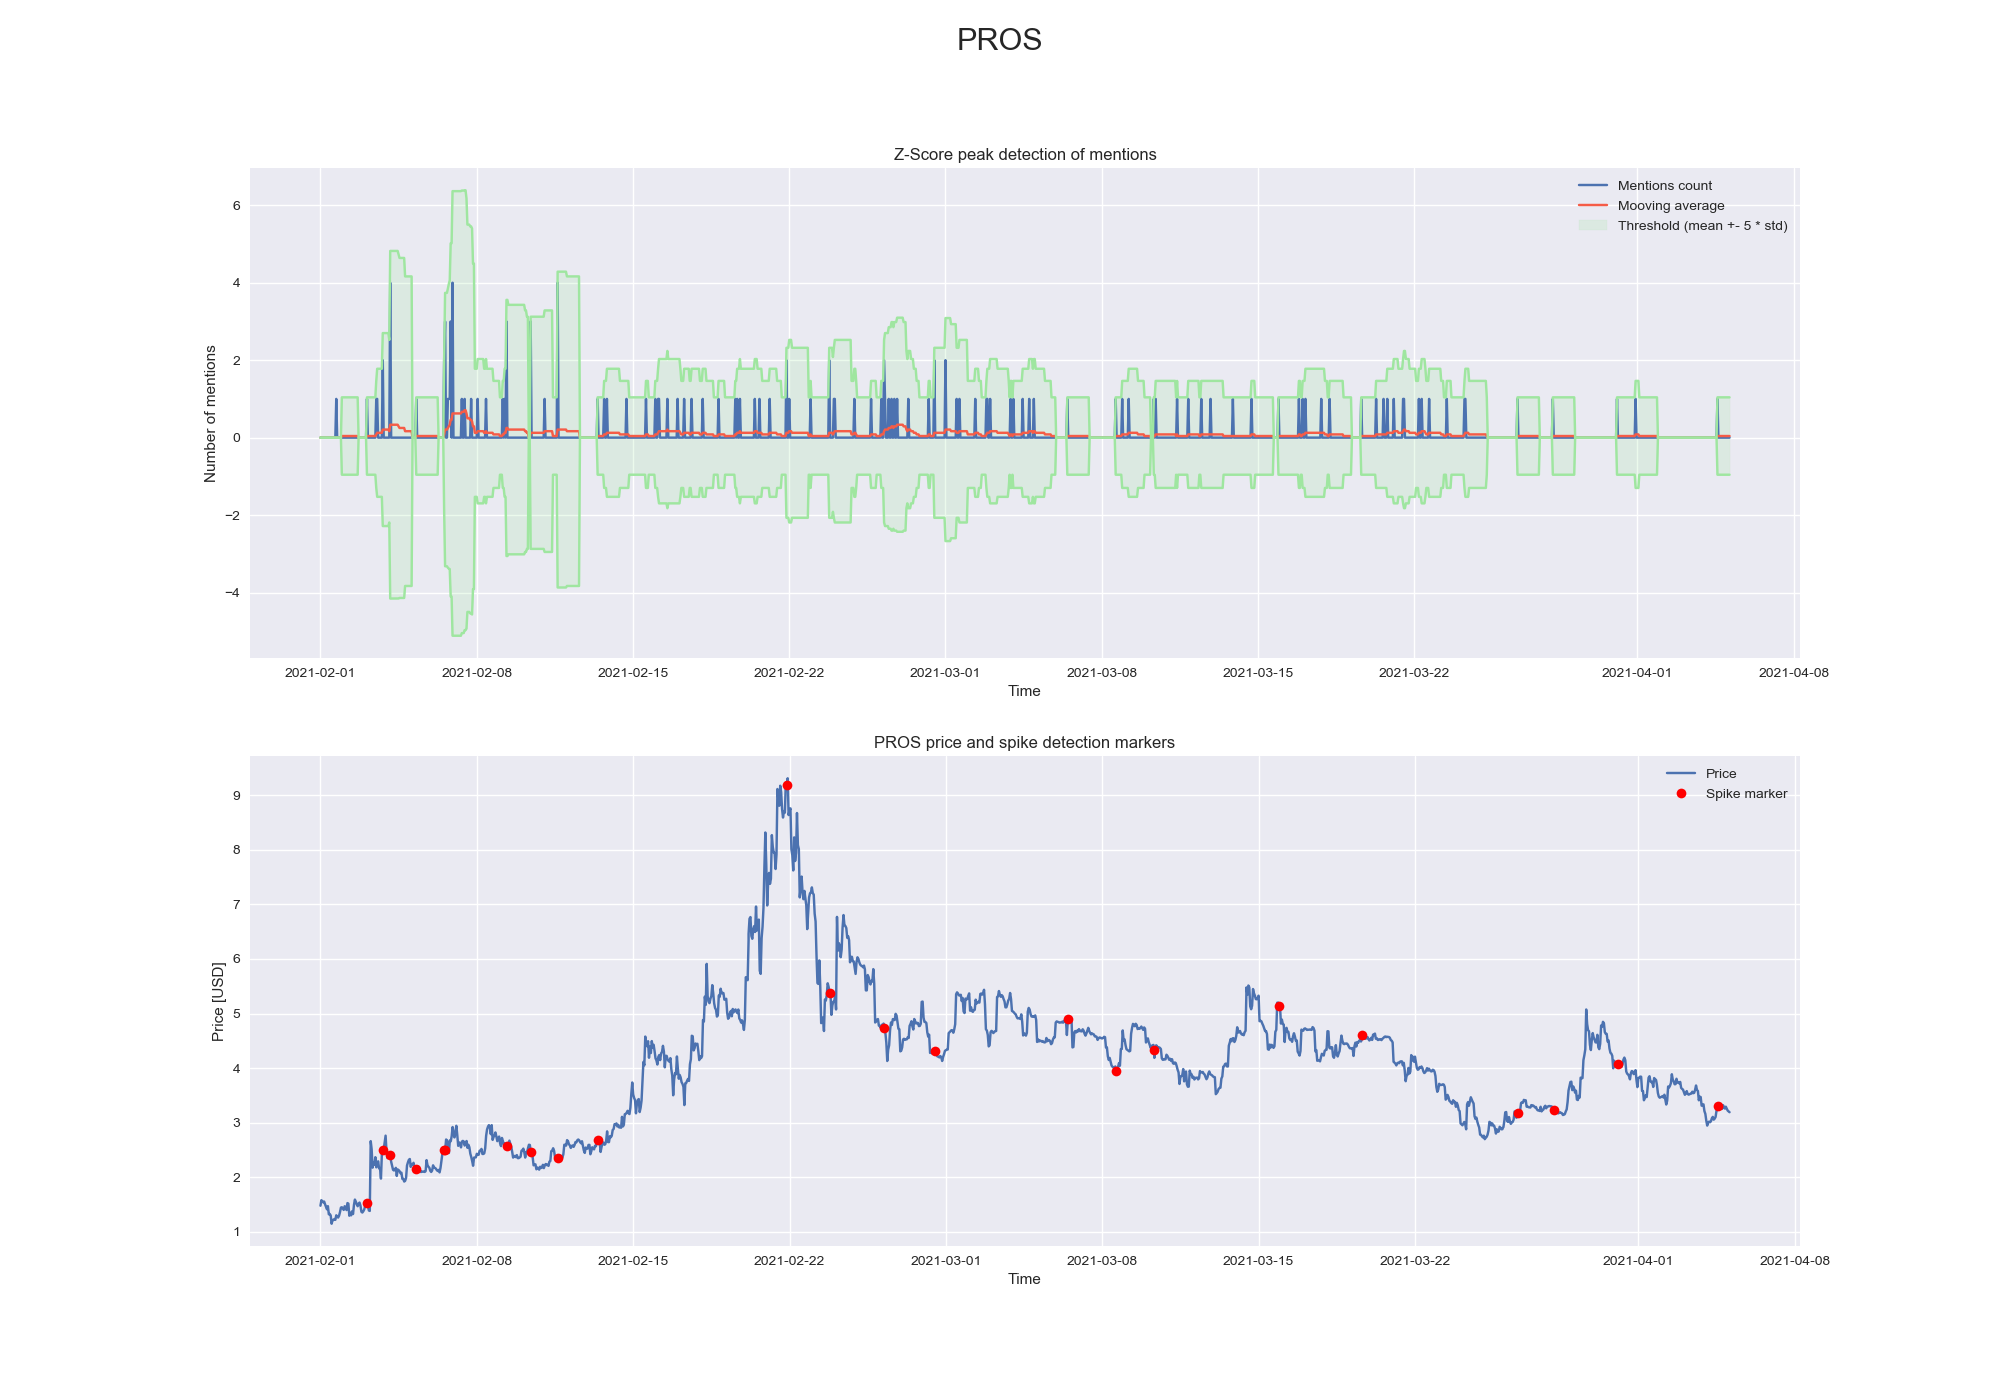 PROS
Z-Score peak detection of mentions
Mentions count
Mooving average
Threshold (mean +- 5 * std)
Number of mentions
6
4
2
0
−2
−4
2021-02-01 2021-02-08 2021-02-15 2021-02-22 2021-03-01 2021-03-08 2021-03-15 2021-03-22 2021-04-01 2021-04-08
Time
PROS price and spike detection markers
Price
Spike marker
Price [USD]
9
8
7
6
5
4
3
2
1
2021-02-01 2021-02-08 2021-02-15 2021-02-22 2021-03-01 2021-03-08 2021-03-15 2021-03-22 2021-04-01 2021-04-08
Time